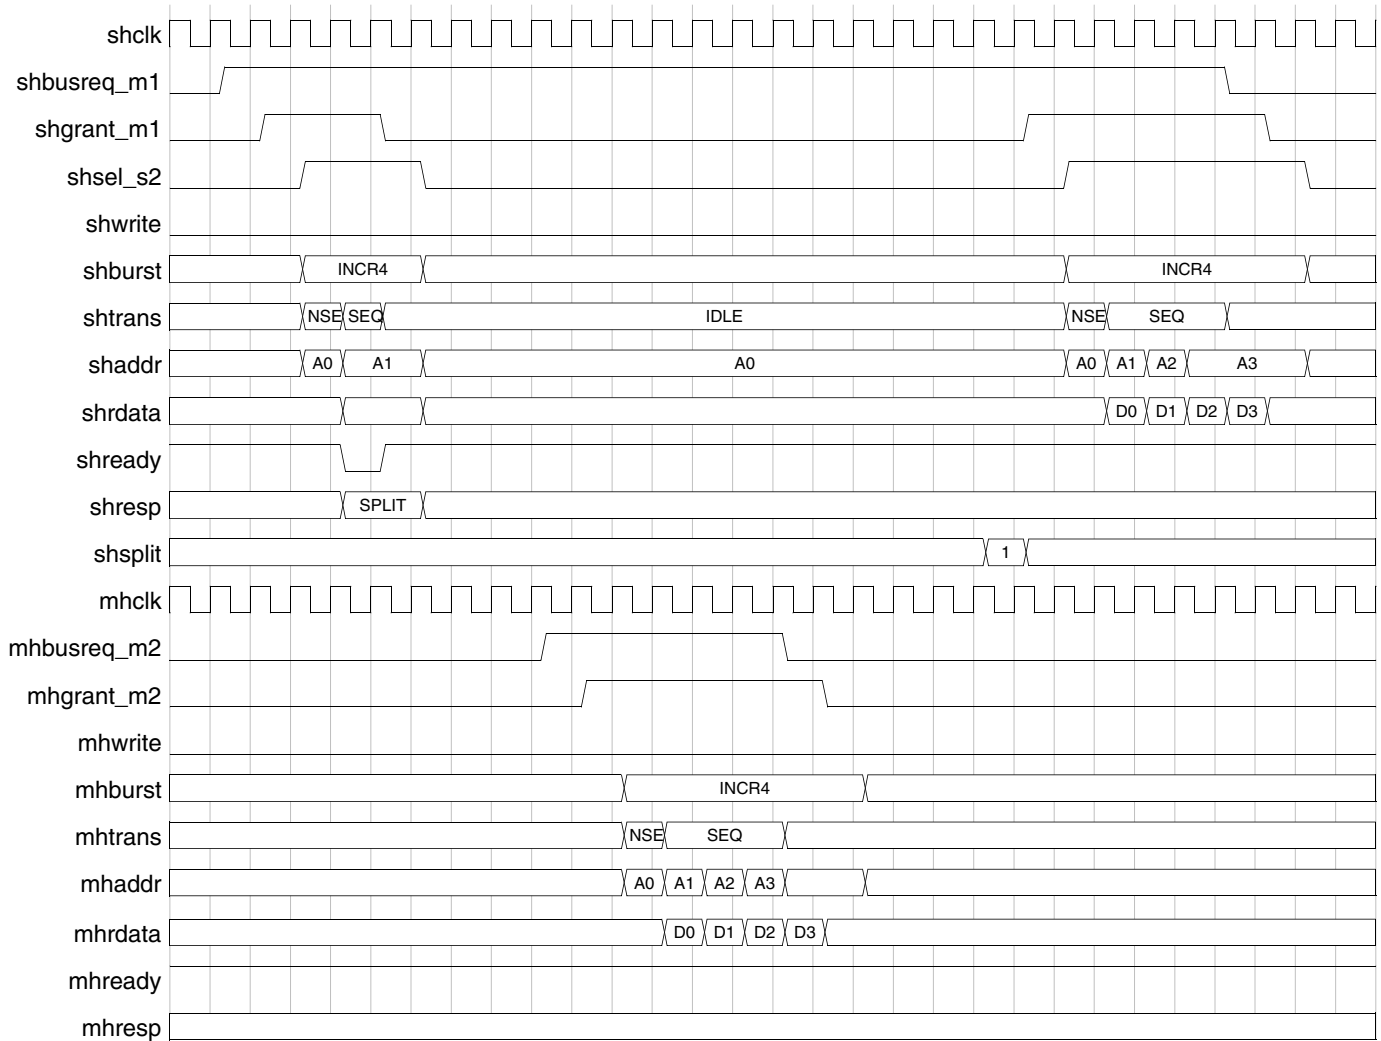 shclk
shbusreq_m1
shgrant_m1
shsel_s2
shwrite
shburst INCR4 INCR4
shtrans NSE SEQ IDLE NSE SEQ
shaddr A0 A1 A0 A0 A1 A2 A3
shrdata D0 D1 D2 D3
shready
shresp SPLIT
shsplit 1
mhclk
mhbusreq_m2
mhgrant_m2
mhwrite
mhburst INCR4
mhtrans NSE SEQ
mhaddr A0 A1 A2 A3
mhrdata D0 D1 D2 D3
mhready
mhresp